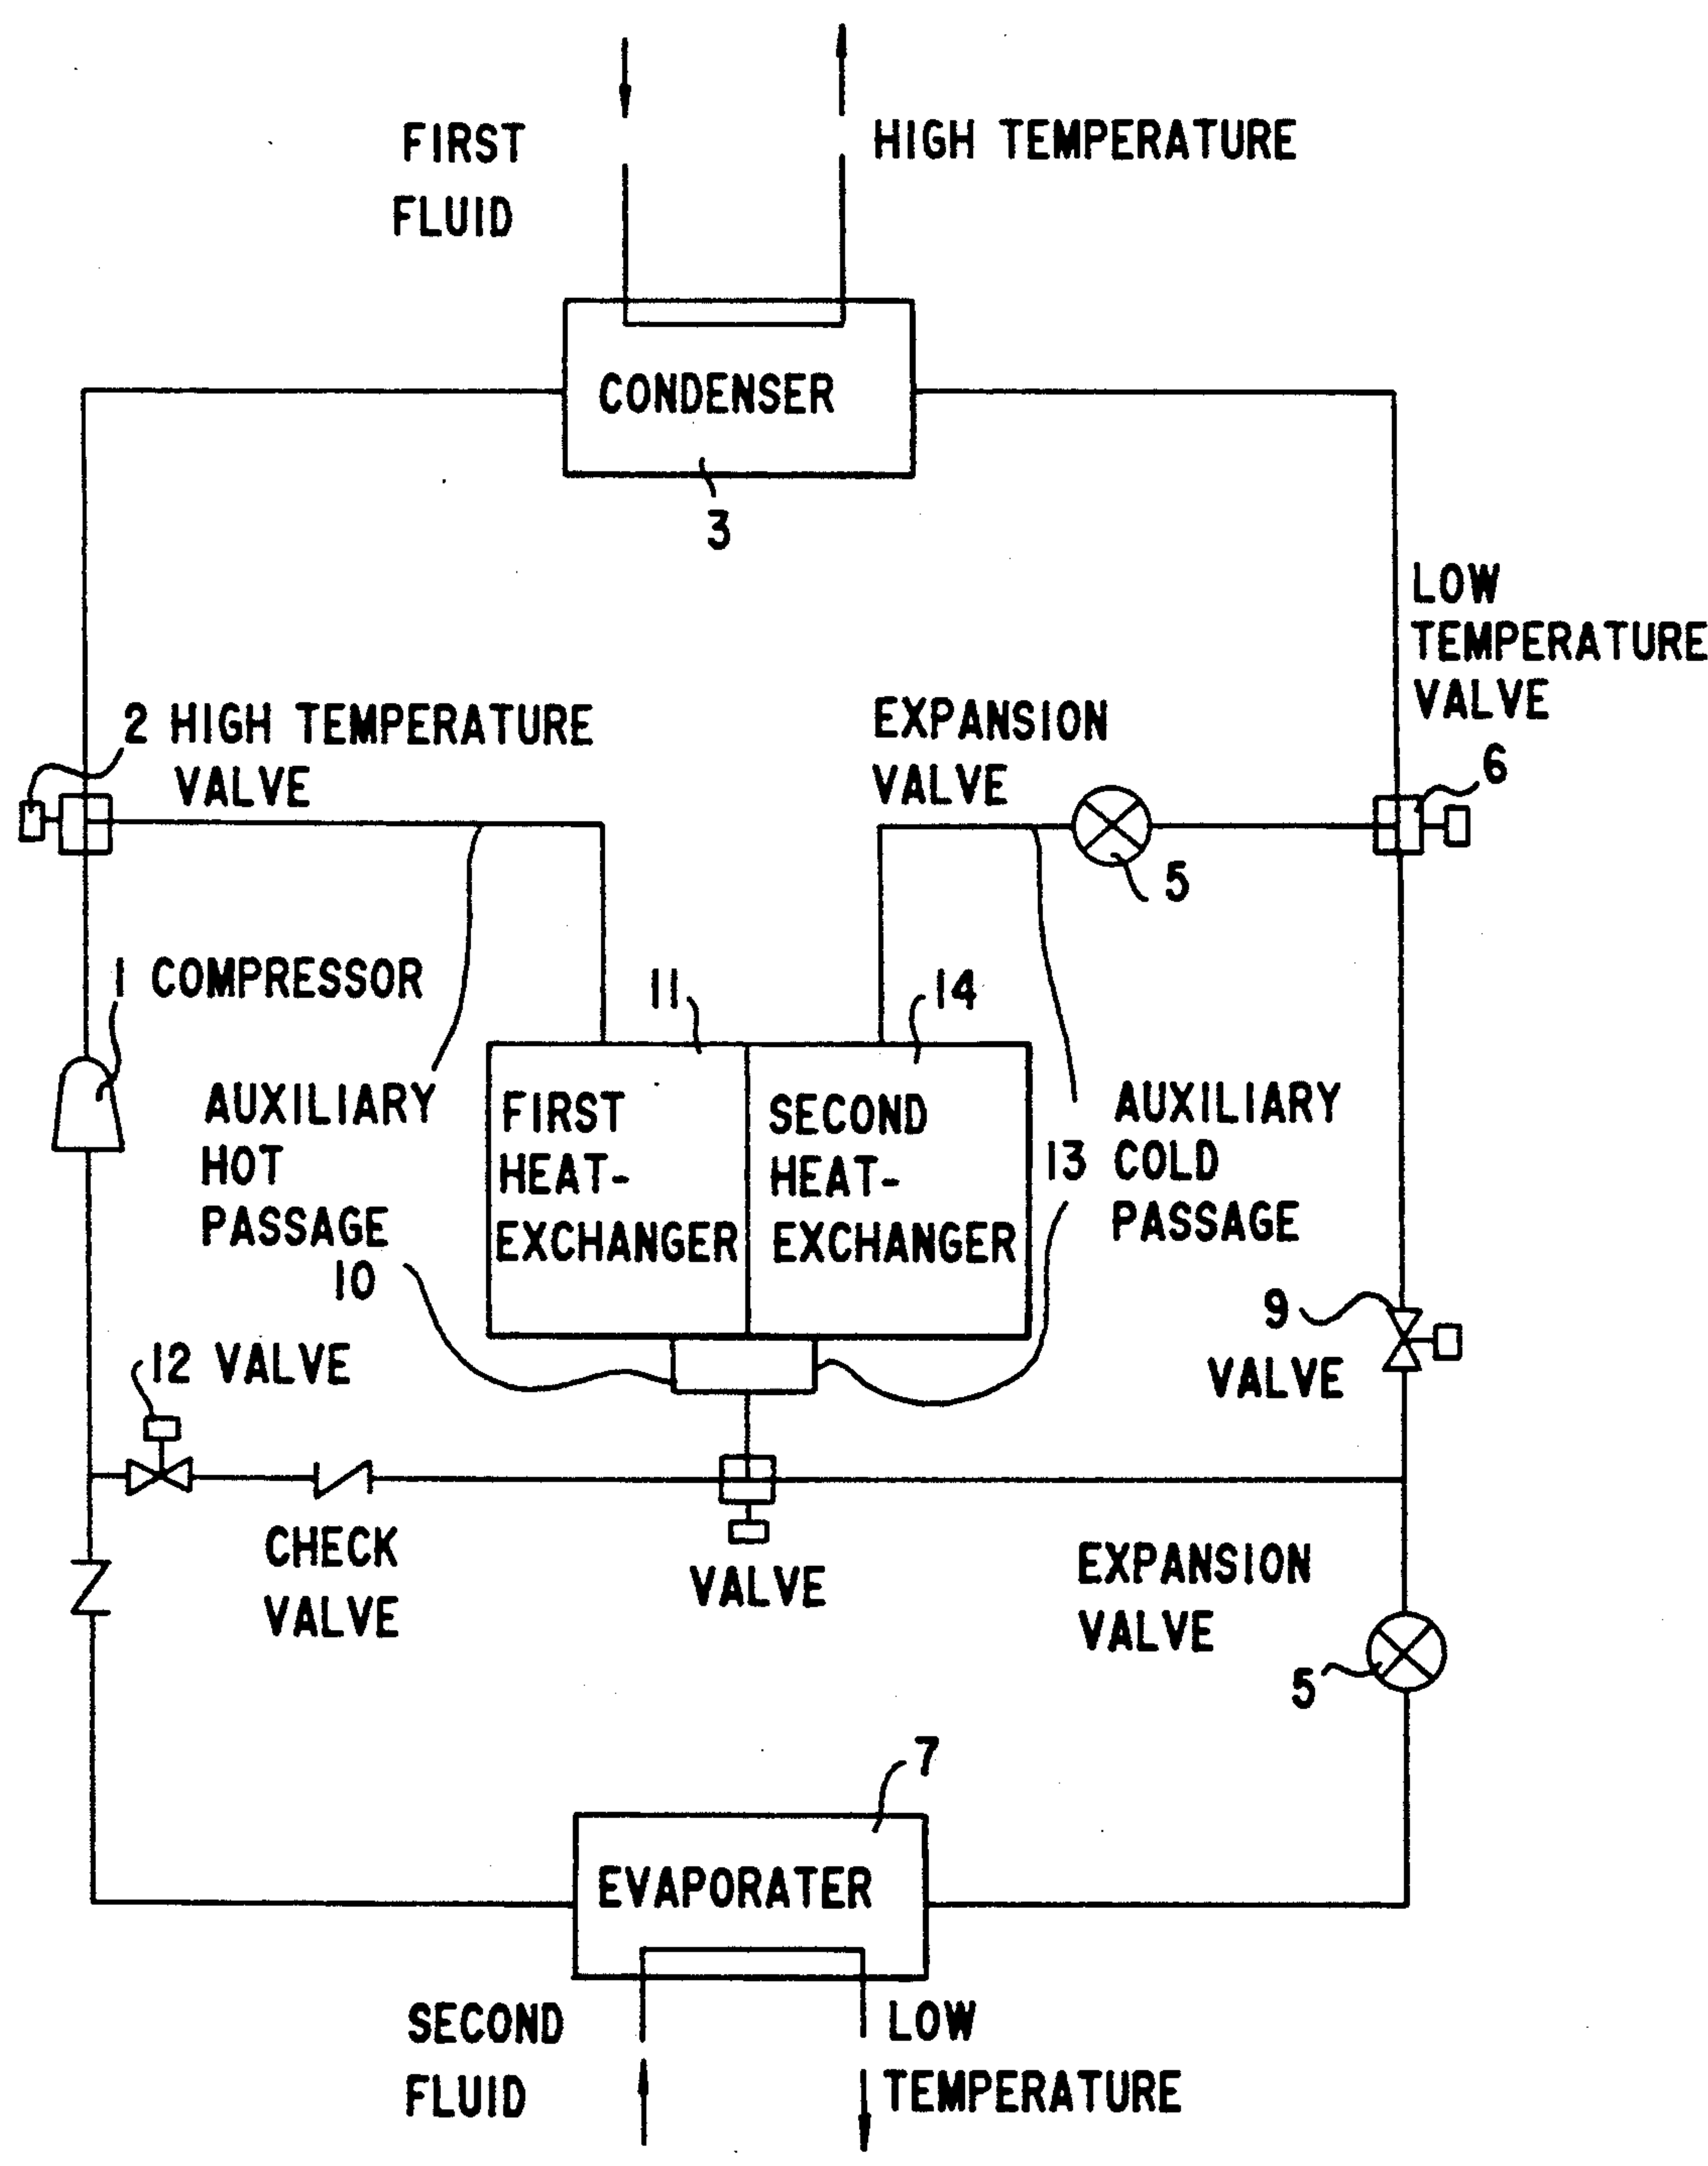 FIRST
FLUID
HIGH TEMPERATURE
CONDENSER
3
LOW
TEMPERATURE
VALVE
6
2 HIGH TEMPERATURE
VALVE
EXPANSION
VALVE
5
1 COMPRESSOR
11
14
AUXILIARY
HOT
PASSAGE
10
FIRST
HEAT-
EXCHANGER
SECOND
HEAT-
EXCHANGER
13
AUXILIARY
COLD
PASSAGE
9
VALVE
12 VALVE
CHECK
VALVE
VALVE
EXPANSION
VALVE
5
7
EVAPORATER
SECOND
FLUID
LOW
TEMPERATURE